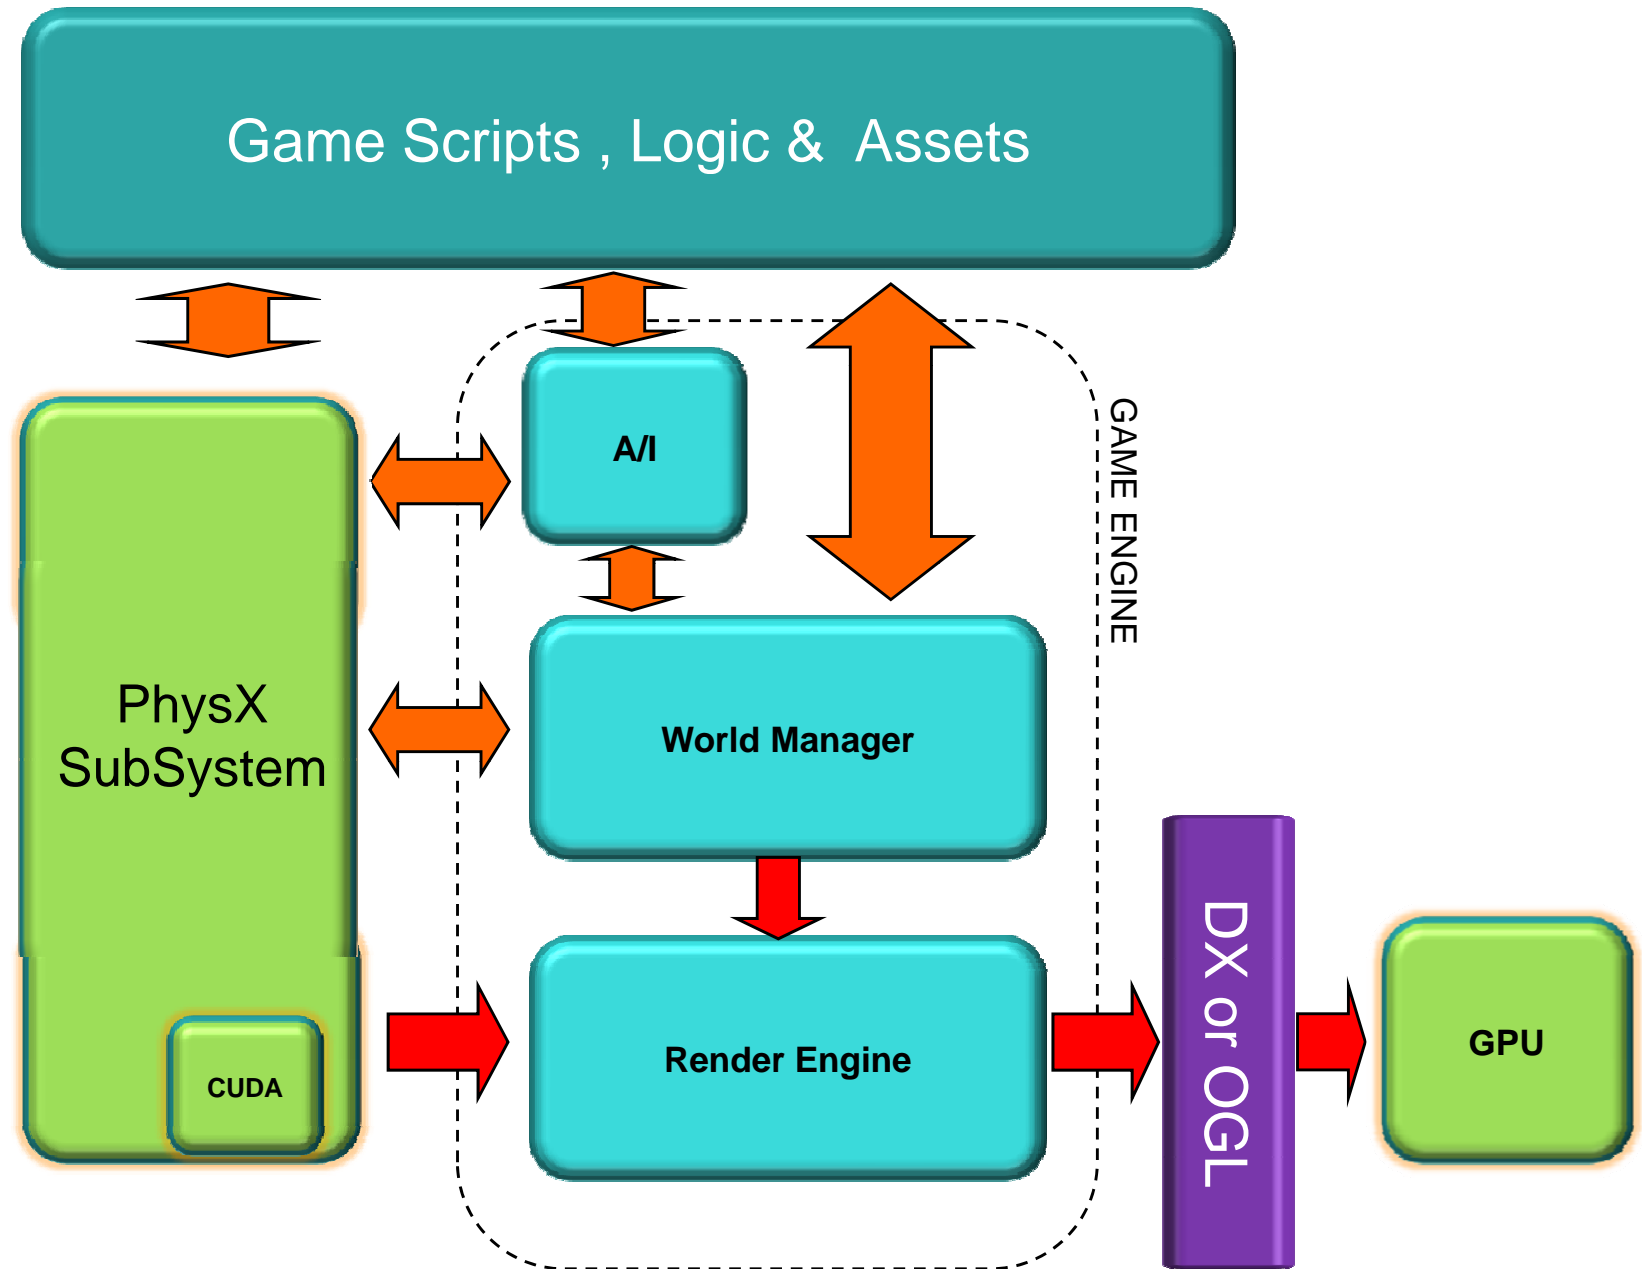 Game Scripts , Logic &  Assets
A/I
GAME ENGINE
PhysX
SubSystem
World Manager
CUDA
Render Engine
DX or OGL
GPU